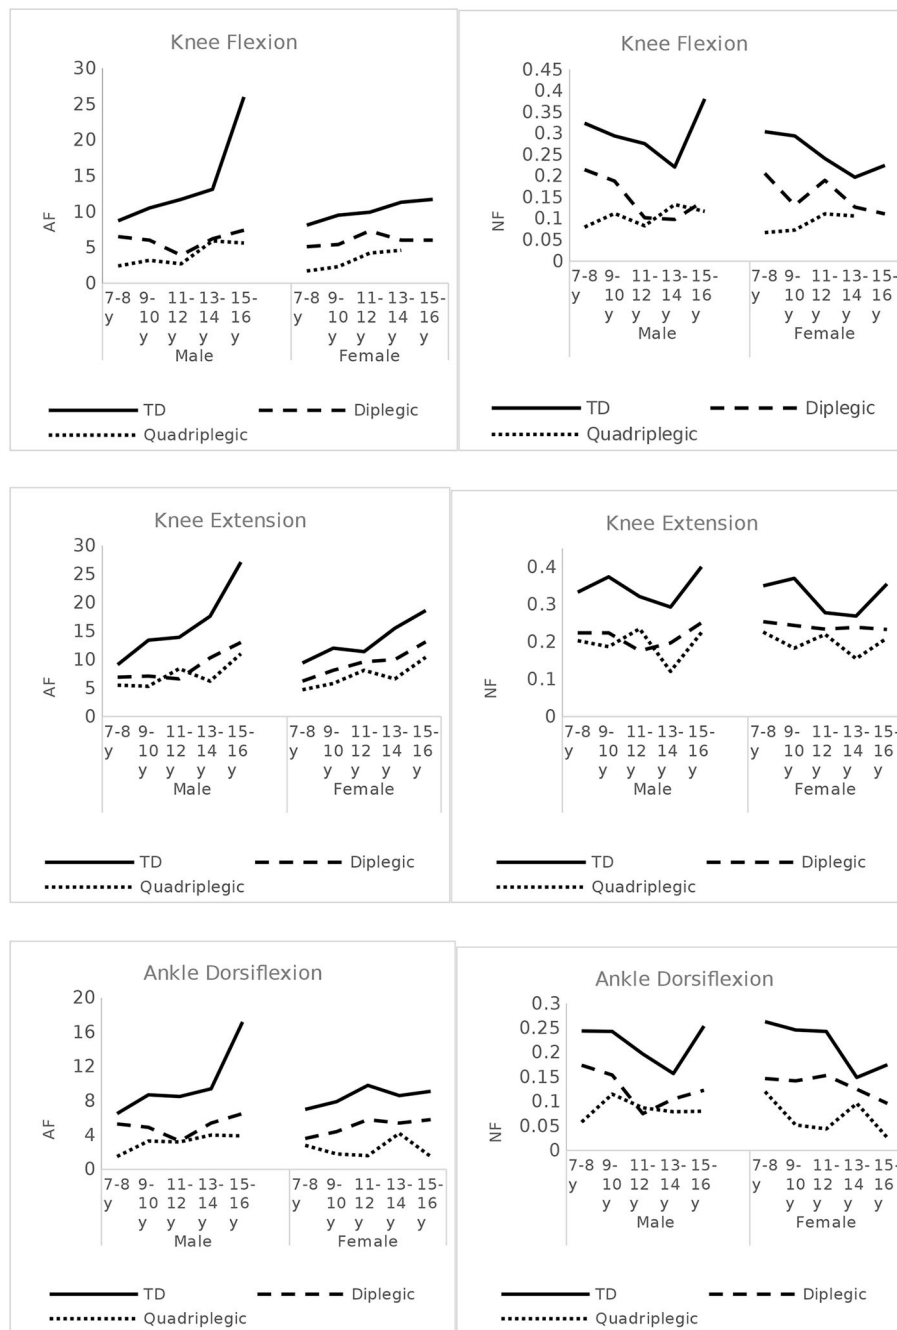 Knee Flexion
30
25
20
15
10
5
0
AF
7-8 9- 11- 13- 15-
y 10 12 14 16
y y y y
Male
7-8 9- 11- 13- 15-
y 10 12 14 16
y y y y
Female
TD Diplegic
Quadriplegic
Knee Flexion
0.45
0.4
0.35
0.3
0.25
0.2
0.15
0.1
0.05
0
NF
7-8 9- 11- 13- 15-
y 10 12 14 16
y y y y
Male
7-8 9- 11- 13- 15-
y 10 12 14 16
y y y y
Female
TD Diplegic
Quadriplegic
Knee Extension
30
25
20
15
10
5
0
AF
7-8 9- 11- 13- 15-
y 10 12 14 16
y y y y
Male
7-8 9- 11- 13- 15-
y 10 12 14 16
y y y y
Female
TD Diplegic
Quadriplegic
Knee Extension
0.4
0.3
0.2
0.1
0
NF
7-8 9- 11- 13- 15-
y 10 12 14 16
y y y y
Male
7-8 9- 11- 13- 15-
y 10 12 14 16
y y y y
Female
TD Diplegic
Quadriplegic
Ankle Dorsiflexion
20
16
12
8
4
0
AF
7-8 9- 11- 13- 15-
y 10 12 14 16
y y y y
Male
7-8 9- 11- 13- 15-
y 10 12 14 16
y y y y
Female
TD Diplegic
Quadriplegic
Ankle Dorsiflexion
0.3
0.25
0.2
0.15
0.1
0.05
0
NF
7-8 9- 11- 13- 15-
y 10 12 14 16
y y y y
Male
7-8 9- 11- 13- 15-
y 10 12 14 16
y y y y
Female
TD Diplegic
Quadriplegic